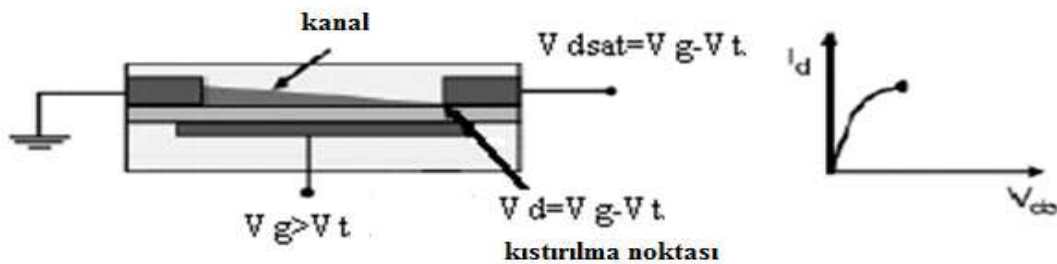 kanal
V dsat=V g-V t.
V g>V t
V d=V g-V t.
kıstırılma noktası
I d
V ds